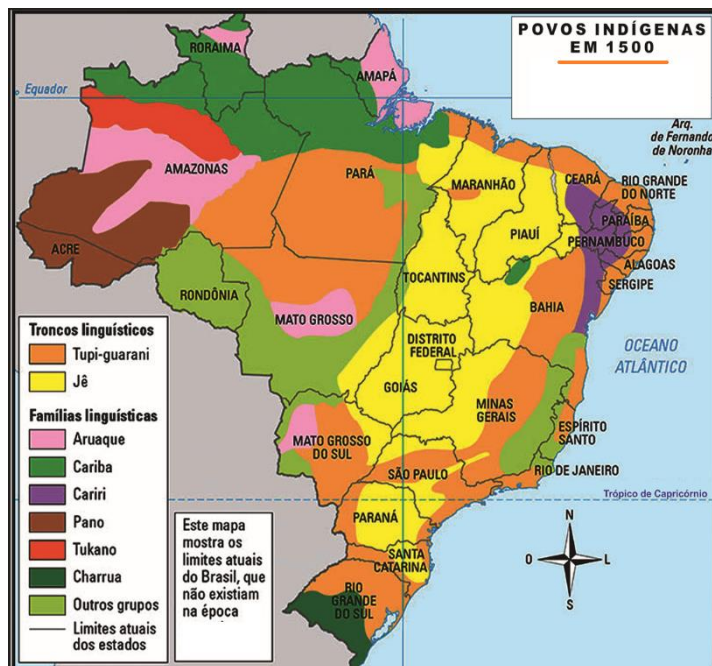 POVOS INDÍGENAS
EM 1500
RORAIMA
AMAPÁ
Equador
Arq.
de Fernando
de Noronha
AMAZONAS
PARÁ
MARANHÃO
CEARÁ
RIO GRANDE
DO NORTE
PARAÍBA
PIAUÍ
PERNAMBUCO
ACRE
ALAGOAS
TOCANTINS
SERGIPE
RONDÔNIA
BAHIA
MATO GROSSO
DISTRITO
FEDERAL
OCEANO
ATLÂNTICO
GOIÁS
MINAS
GERAIS
ESPÍRITO
SANTO
MATO GROSSO
DO SUL
SÃO PAULO
RIO DE JANEIRO
Trópico de Capricórnio
PARANÁ
SANTA
CATARINA
RIO
GRANDE
DO SUL
N
O
L
S
Troncos linguísticos
Tupi-guarani
Jê
Famílias linguísticas
Aruaque
Cariba
Cariri
Pano
Tukano
Charrua
Outros grupos
Limites atuais
dos estados
Este mapa
mostra os
limites atuais
do Brasil, que
não existiam
na época